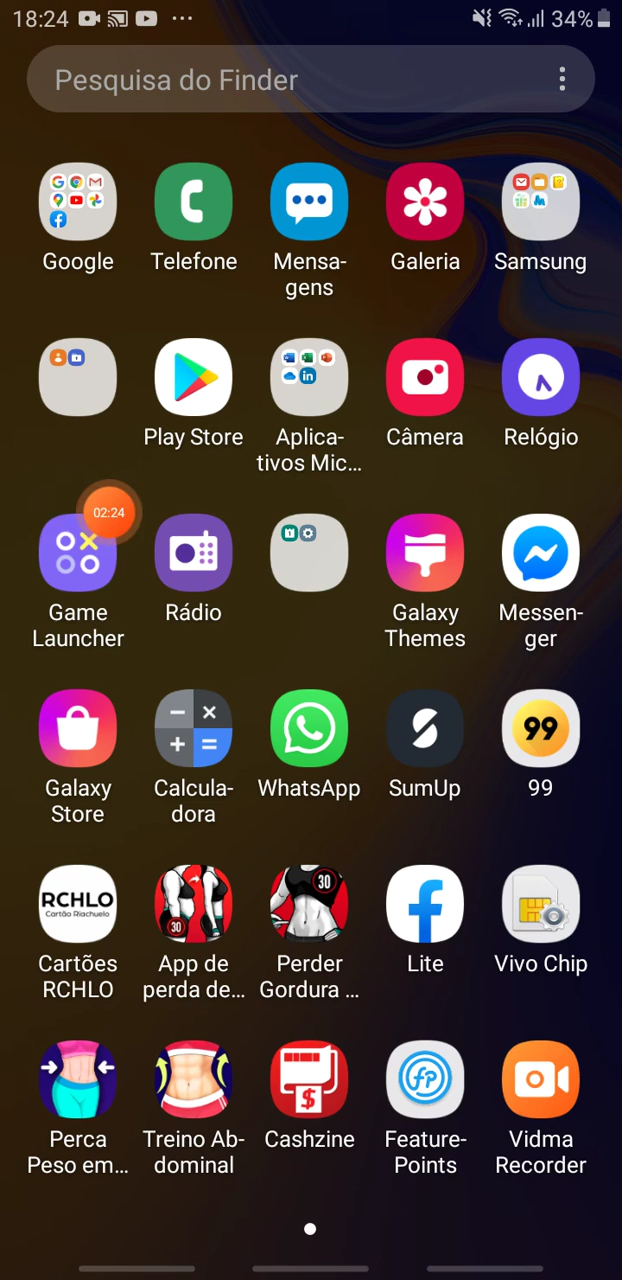 18:24
34%
Pesquisa do Finder
Google
Telefone
Mensa-
gens
Galeria
Samsung
Play Store
Aplica-
tivos Mic...
Câmera
Relógio
02:24
Game
Launcher
Rádio
Galaxy
Themes
Messen-
ger
Galaxy
Store
Calcula-
dora
WhatsApp
SumUp
99
99
RCHLO
Cartão Riachuelo
Cartões
RCHLO
30
App de
perda de...
30
Perder
Gordura ...
Lite
Vivo Chip
Perca
Peso em...
Treino Ab-
dominal
Cashzine
fp
Feature-
Points
Vidma
Recorder